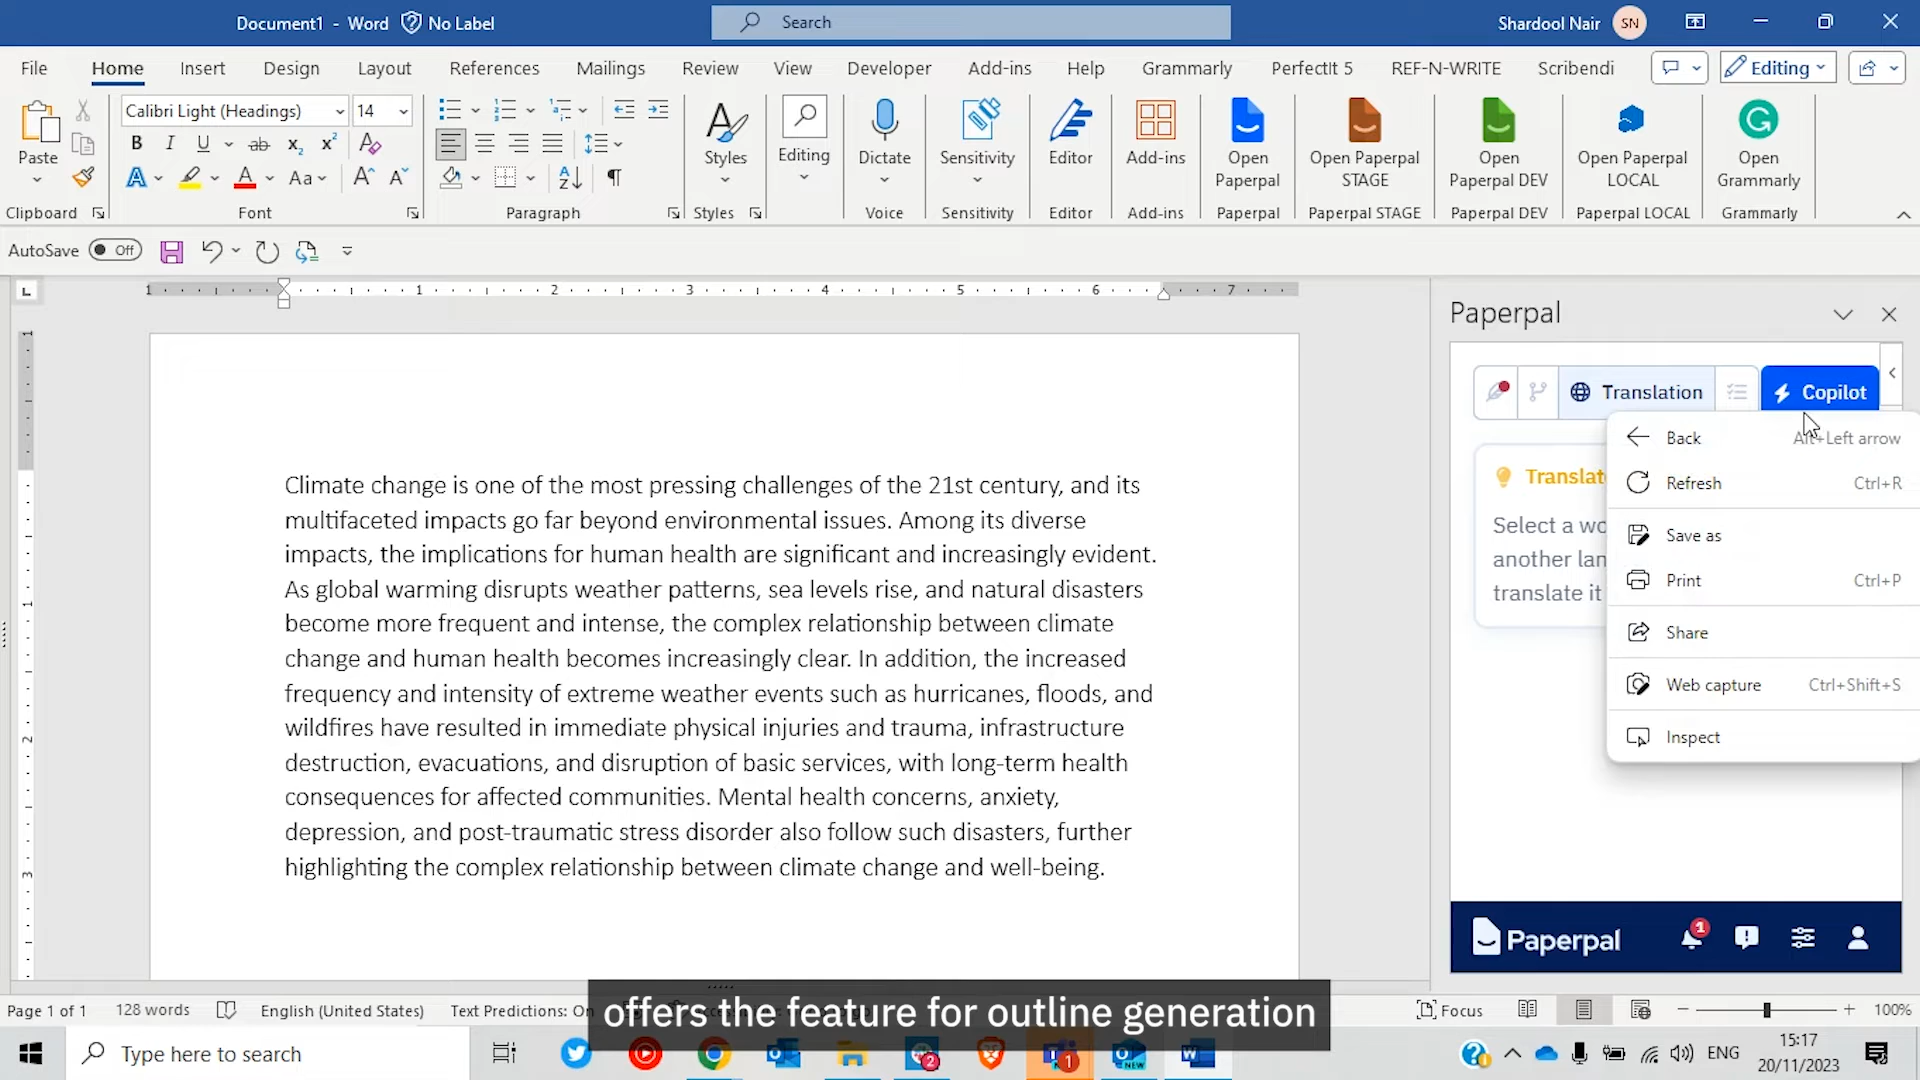 Document1 - Word No Label
Search
Shardool Nair SN
File Home Insert Design Layout References Mailings Review View Developer Add-ins Help Grammarly PerfectIt 5 REF-N-WRITE Scribendi Editing
Calibri Light (Headings) 14
Paste
Styles
Editing
Dictate
Sensitivity
Editor
Add-ins
Open Paperpal
Open Paperpal STAGE
Open Paperpal DEV
Open Paperpal LOCAL
Open Grammarly
Clipboard Font Paragraph Styles Voice Sensitivity Editor Add-ins Paperpal Paperpal STAGE Paperpal DEV Paperpal LOCAL Grammarly
AutoSave Off
1 1 2 3 4 5 6 7
Climate change is one of the most pressing challenges of the 21st century, and its
multifaceted impacts go far beyond environmental issues. Among its diverse
impacts, the implications for human health are significant and increasingly evident.
As global warming disrupts weather patterns, sea levels rise, and natural disasters
become more frequent and intense, the complex relationship between climate
change and human health becomes increasingly clear. In addition, the increased
frequency and intensity of extreme weather events such as hurricanes, floods, and
wildfires have resulted in immediate physical injuries and trauma, infrastructure
destruction, evacuations, and disruption of basic services, with long-term health
consequences for affected communities. Mental health concerns, anxiety,
depression, and post-traumatic stress disorder also follow such disasters, further
highlighting the complex relationship between climate change and well-being.
Paperpal
Translation
Copilot
Select a
another
translate it
Back Alt+Left arrow
Refresh Ctrl+R
Save as
Print Ctrl+P
Share
Web capture Ctrl+Shift+S
Inspect
Paperpal 1
offers the feature for outline generation
Page 1 of 1 128 words English (United States) Text Predictions: On
Focus 100%
Type here to search
2
1
NEW
ENG
15:17
20/11/2023